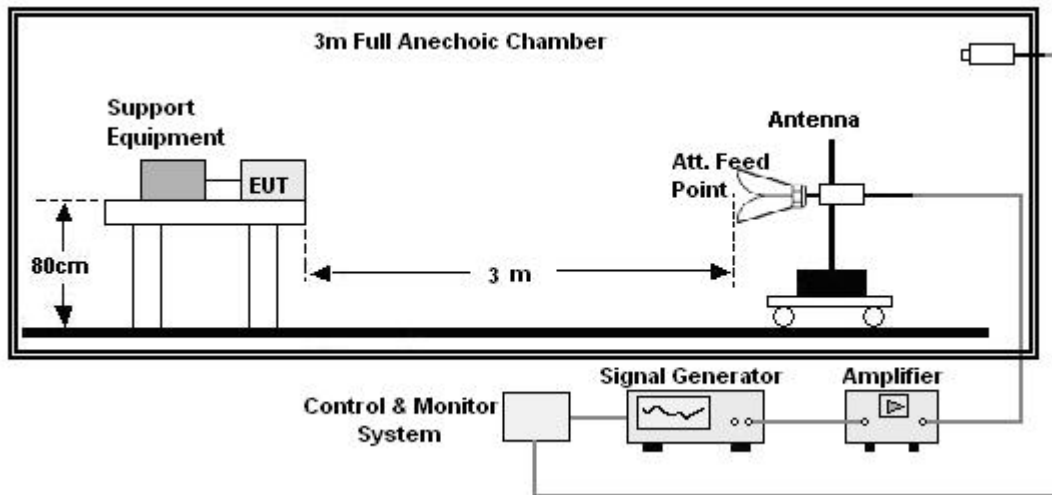 3m Full Anechoic Chamber
Support
Equipment
EUT
80cm
3 m
Antenna
Att. Feed
Point
Signal Generator
Amplifier
Control & Monitor
System